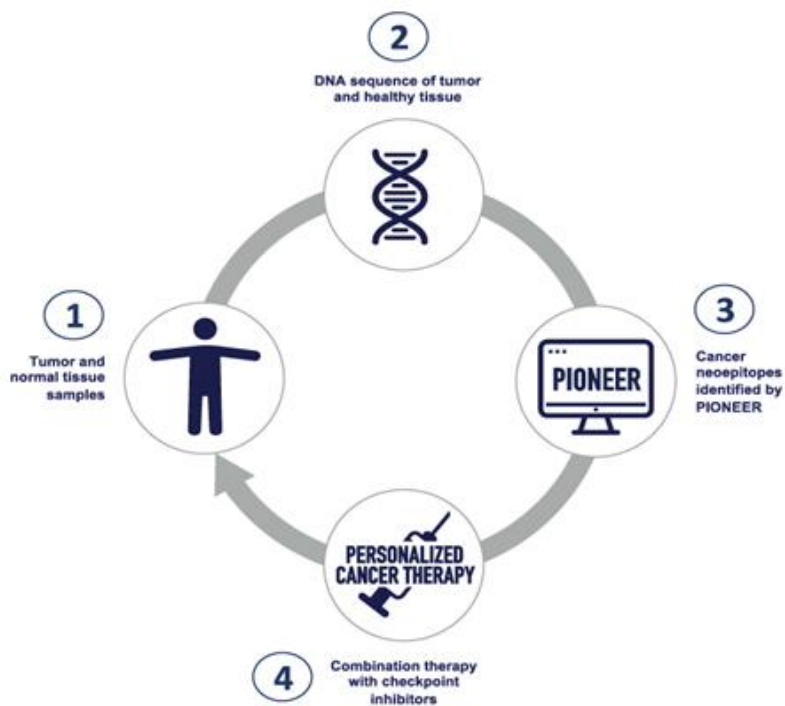 2
DNA sequence of tumor
and healthy tissue
1
Tumor and
normal tissue
samples
3
Cancer
neoepitopes
identified by
PIONEER
PIONEER
PERSONALIZED
CANCER THERAPY
4
Combination therapy
with checkpoint
inhibitors